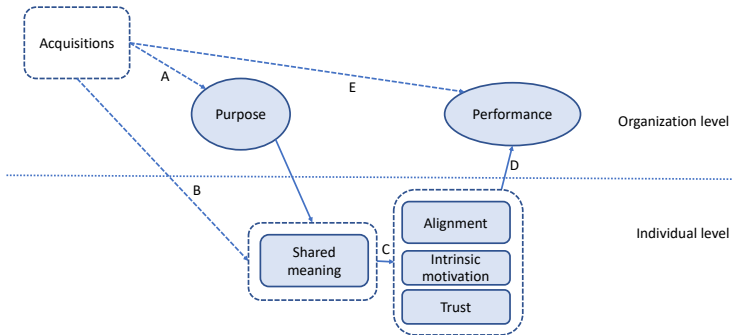 Acquisitions
A
E
Purpose
Performance
Organization level
D
B
Individual level
Alignment
C
Shared
meaning
Intrinsic
motivation
Trust